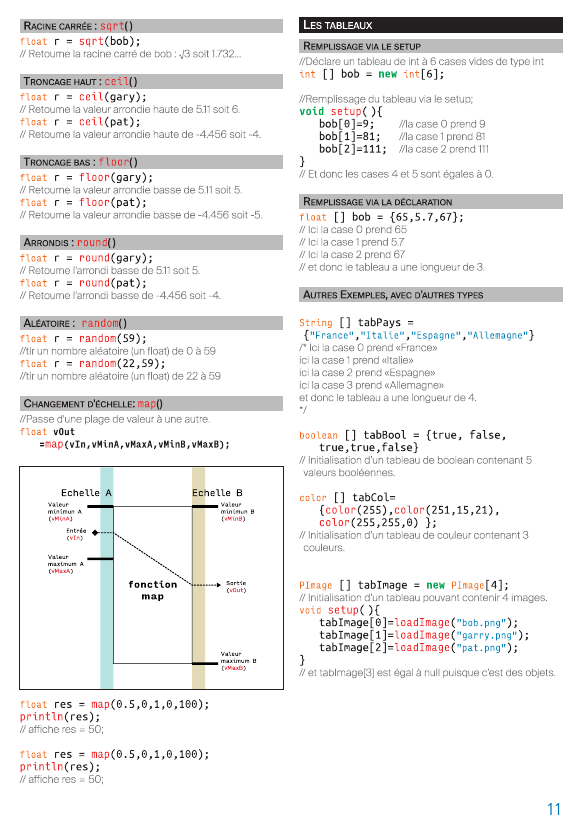 Racine carrée : sqrt()
float r = sqrt(bob);
// Retourne la racine carré de bob : √3 soit 1.732...
Troncage haut : ceil()
float r = ceil(gary);
// Retourne la valeur arrondie haute de 5.11 soit 6.
float r = ceil(pat);
// Retourne la valeur arrondie haute de -4.456 soit -4.
Troncage bas : floor()
float r = floor(gary);
// Retourne la valeur arrondie basse de 5.11 soit 5.
float r = floor(pat);
// Retourne la valeur arrondie basse de -4.456 soit -5.
Arrondis : round()
float r = round(gary);
// Retourne l'arrondi basse de 5.11 soit 5.
float r = round(pat);
// Retourne l'arrondi basse de -4.456 soit -4.
Aléatoire : random()
float r = random(59);
//tir un nombre aléatoire (un float) de 0 à 59
float r = random(22,59);
//tir un nombre aléatoire (un float) de 22 à 59
Changement d'échelle: map()
//Passe d'une plage de valeur à une autre.
float vOut
=map(vIn,vMinA,vMaxA,vMinB,vMaxB);
Echelle A
Echelle B
Valeur
minimun A
(vMinA)
Valeur
minimun B
(vMinB)
Entrée
(vIn)
Valeur
maximum A
(vMaxA)
fonction
map
Sortie
(vOut)
Valeur
maximum B
(vMaxB)
float res = map(0.5,0,1,0,100);
println(res);
// affiche res = 50;
float res = map(0.5,0,1,0,100);
println(res);
// affiche res = 50;
Les tableaux
Remplissage via le setup
//Déclare un tableau de int à 6 cases vides de type int
int [] bob = new int[6];
//Remplissage du tableau via le setup;
void setup(){
bob[0]=9; //la case 0 prend 9
bob[1]=81; //la case 1 prend 81
bob[2]=111; //la case 2 prend 111
}
// Et donc les cases 4 et 5 sont égales à 0.
Remplissage via la déclaration
float [] bob = {65,5.7,67};
// Ici la case 0 prend 65
// Ici la case 1 prend 5.7
// Ici la case 2 prend 67
// et donc le tableau a une longueur de 3.
Autres Exemples, avec d'autres types
String [] tabPays =
{"France","Italie","Espagne","Allemagne"}
/* Ici la case 0 prend «France»
ici la case 1 prend «Italie»
ici la case 2 prend «Espagne»
ici la case 3 prend «Allemagne»
et donc le tableau a une longueur de 4.
*/
boolean [] tabBool = {true, false,
true,true,false}
// Initialisation d'un tableau de boolean contenant 5
valeurs booléennes.
color [] tabCol=
{color(255),color(251,15,21),
color(255,255,0) };
// Initialisation d'un tableau de couleur contenant 3
couleurs.
PImage [] tabImage = new PImage[4];
// Initialisation d'un tableau pouvant contenir 4 images.
void setup(){
tabImage[0]=loadImage("bob.png");
tabImage[1]=loadImage("garry.png");
tabImage[2]=loadImage("pat.png");
}
// et tabImage[3] est égal à null puisque c'est des objets.
11